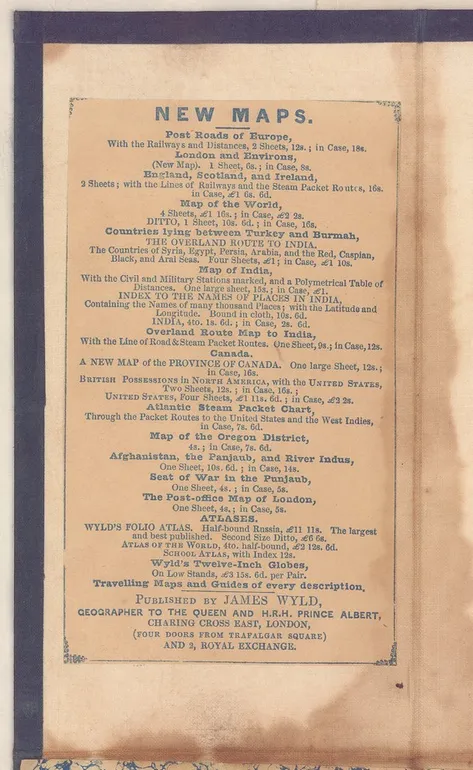 NEW MAPS.
Post Roads of Europe,
With the Railways and Distances, 2 Sheets, 12s. ; in Case, 18s.
London and Environs,
(New Map). 1 Sheet, 6s. ; in Case, 8s.
England, Scotland, and Ireland,
2 Sheets ; with the Lines of Railways and the Steam Packet Routes, 16s.
in Case, £1 6s. 6d.
Map of the World,
4 Sheets, £1 16s. ; in Case, £2 2s.
DITTO, 1 Sheet, 10s. 6d. ; in Case, 16s.
Countries lying between Turkey and Burmah,
THE OVERLAND ROUTE TO INDIA.
The Countries of Syria, Egypt, Persia, Arabia, and the Red, Caspian,
Black, and Aral Seas. Four Sheets, £1 ; in Case, £1 10s.
Map of India,
With the Civil and Military Stations marked, and a Polymetrical Table of
Distances. One large sheet, 15s. ; in Case, £1.
INDEX TO THE NAMES OF PLACES IN INDIA,
Containing the Names of many thousand Places ; with the Latitude and
Longitude. Bound in cloth, 10s. 6d.
INDIA, 4to. 1s. 6d. ; in Case, 2s. 6d.
Overland Route Map to India,
With the Line of Road & Steam Packet Routes. One Sheet, 9s.; in Case, 12s.
Canada.
A NEW MAP of the PROVINCE OF CANADA. One large Sheet, 12s. ;
in Case, 16s.
BRITISH POSSESSIONS in NORTH AMERICA, with the UNITED STATES,
Two Sheets, 12s. ; in Case, 16s. ;
UNITED STATES, Four Sheets, £1 11s. 6d. ; in Case, £2 2s.
Atlantic Steam Packet Chart,
Through the Packet Routes to the United States and the West Indies,
in Case, 7s. 6d.
Map of the Oregon District,
4s. ; in Case, 7s. 6d.
Afghanistan, the Panjaub, and River Indus,
One Sheet, 10s. 6d. ; in Case, 14s.
Seat of War in the Punjaub,
One Sheet, 4s. ; in Case, 5s.
The Post-office Map of London,
One Sheet, 4s. ; in Case, 5s.
ATLASES.
WYLD'S FOLIO ATLAS. Half-bound Russia, £11 11s. The largest
and best published. Second Size Ditto, £6 6s.
ATLAS OF THE WORLD, 4to. half-bound, £2 12s. 6d.
SCHOOL ATLAS, with Index 12s.
Wyld's Twelve-Inch Globes,
On Low Stands, £3 15s. 6d. per Pair.
Travelling Maps and Guides of every description.
PUBLISHED BY JAMES WYLD,
GEOGRAPHER TO THE QUEEN AND H.R.H. PRINCE ALBERT,
CHARING CROSS EAST, LONDON,
(FOUR DOORS FROM TRAFALGAR SQUARE)
AND 2, ROYAL EXCHANGE.